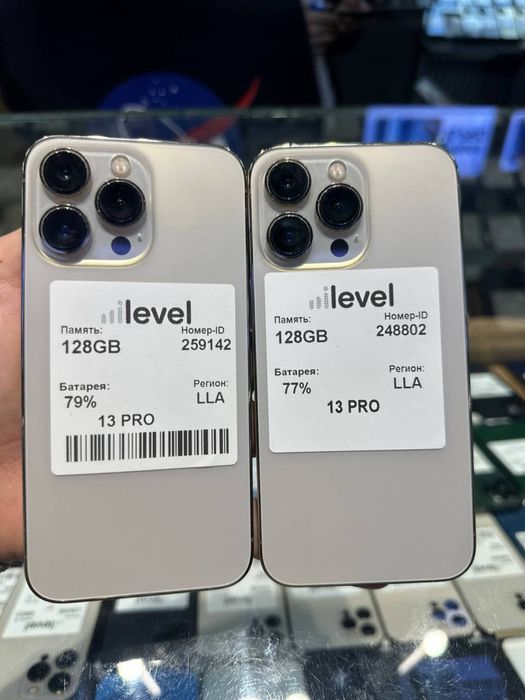 level
Память:
Номер-ID
128GB
259142
Батарея:
Регион:
79%
LLA
13 PRO
level
Память:
Номер-ID
128GB
248802
Батарея:
Регион:
77%
LLA
13 PRO